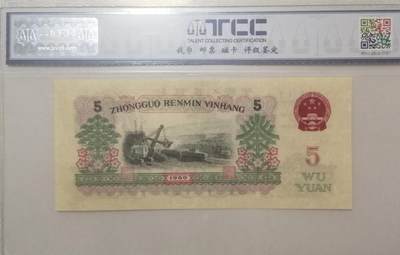 TCC
TALENT COLLECTING CERTIFICATION
钱币 邮票 磁卡 评级鉴定
5 ZHONGGUO RENMIN YINHANG 5
5
WU
YUAN
1960